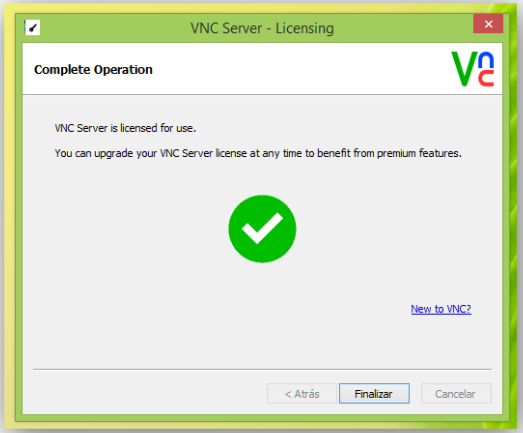 VNC Server - Licensing
Complete Operation
Vnc
VNC Server is licensed for use.
You can upgrade your VNC Server license at any time to benefit from premium features.
New to VNC?
< Atrás
Finalizar
Cancelar